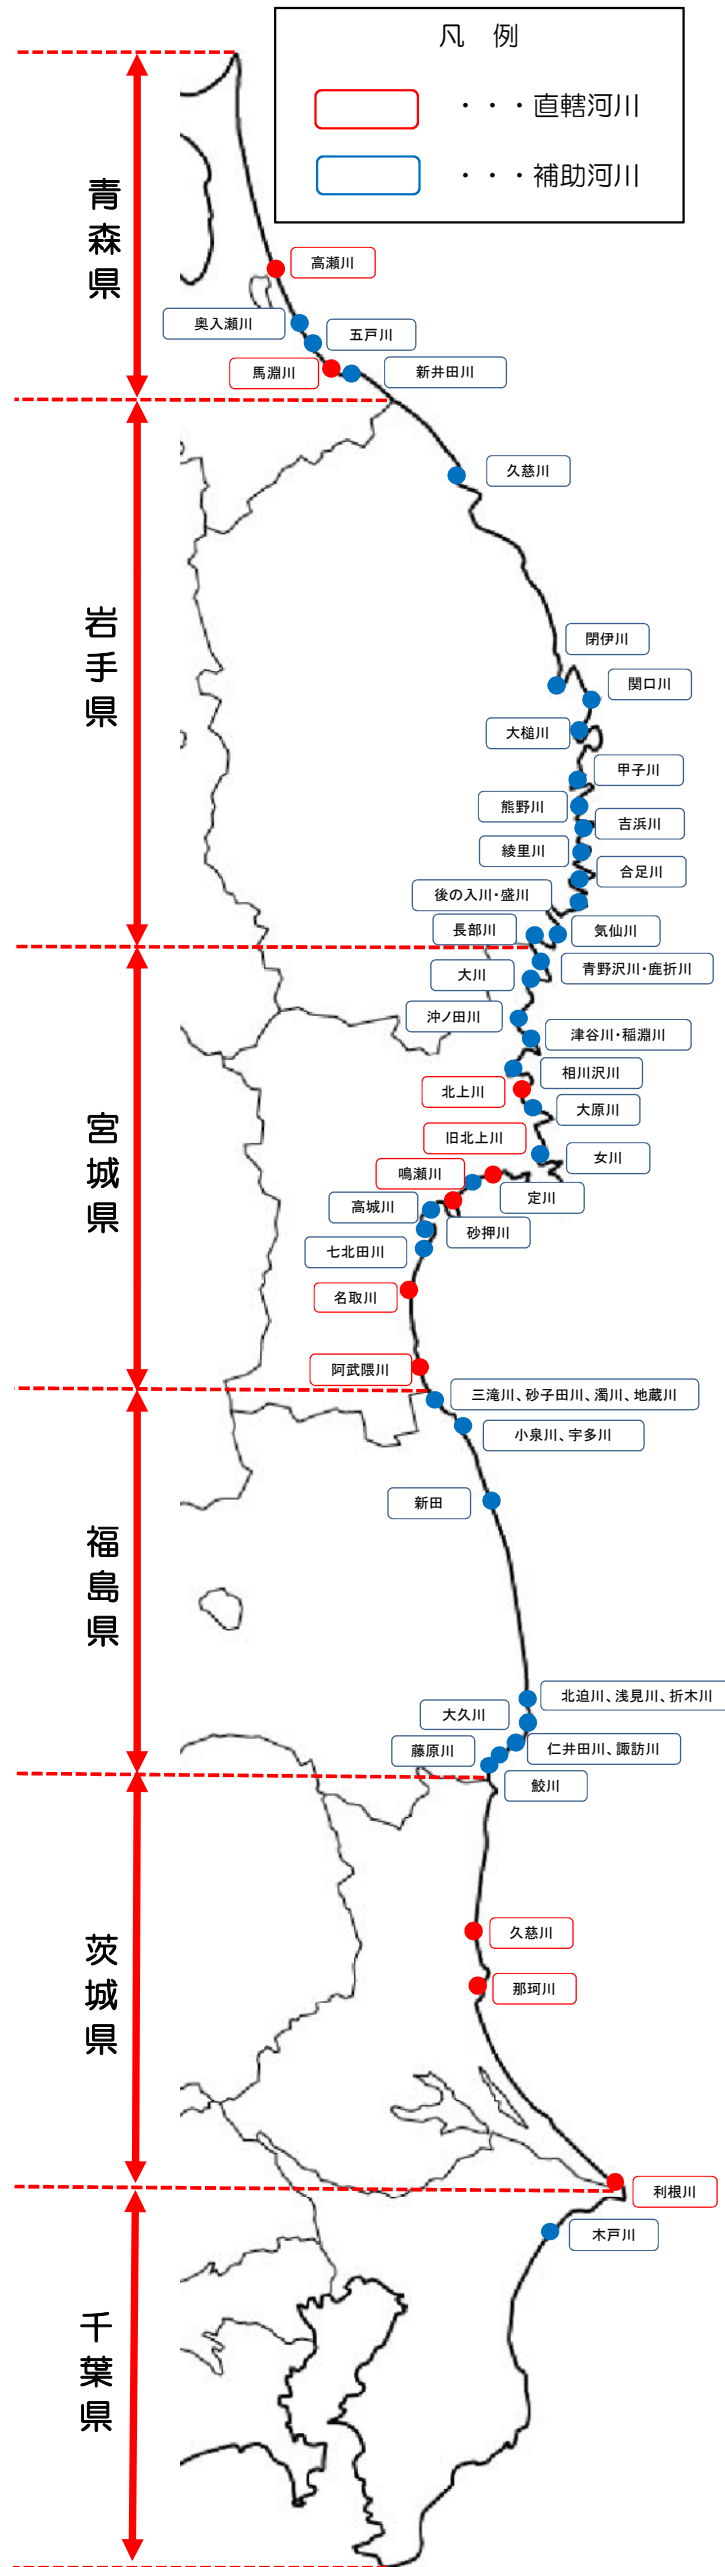 凡 例
・・・直轄河川
・・・補助河川
青森県
高瀬川
奥入瀬川
五戸川
馬淵川
新井田川
岩手県
久慈川
閉伊川
関口川
大槌川
甲子川
熊野川
吉浜川
綾里川
合足川
後の入川・盛川
長部川
気仙川
宮城県
青野沢川・鹿折川
大川
沖ノ田川
津谷川・稲淵川
相川沢川
北上川
大原川
旧北上川
女川
鳴瀬川
定川
高城川
砂押川
七北田川
名取川
阿武隈川
福島県
三滝川、砂子田川、濁川、地蔵川
小泉川、宇多川
新田
北迫川、浅見川、折木川
大久川
仁井田川、諏訪川
藤原川
鮫川
茨城県
久慈川
那珂川
利根川
千葉県
木戸川